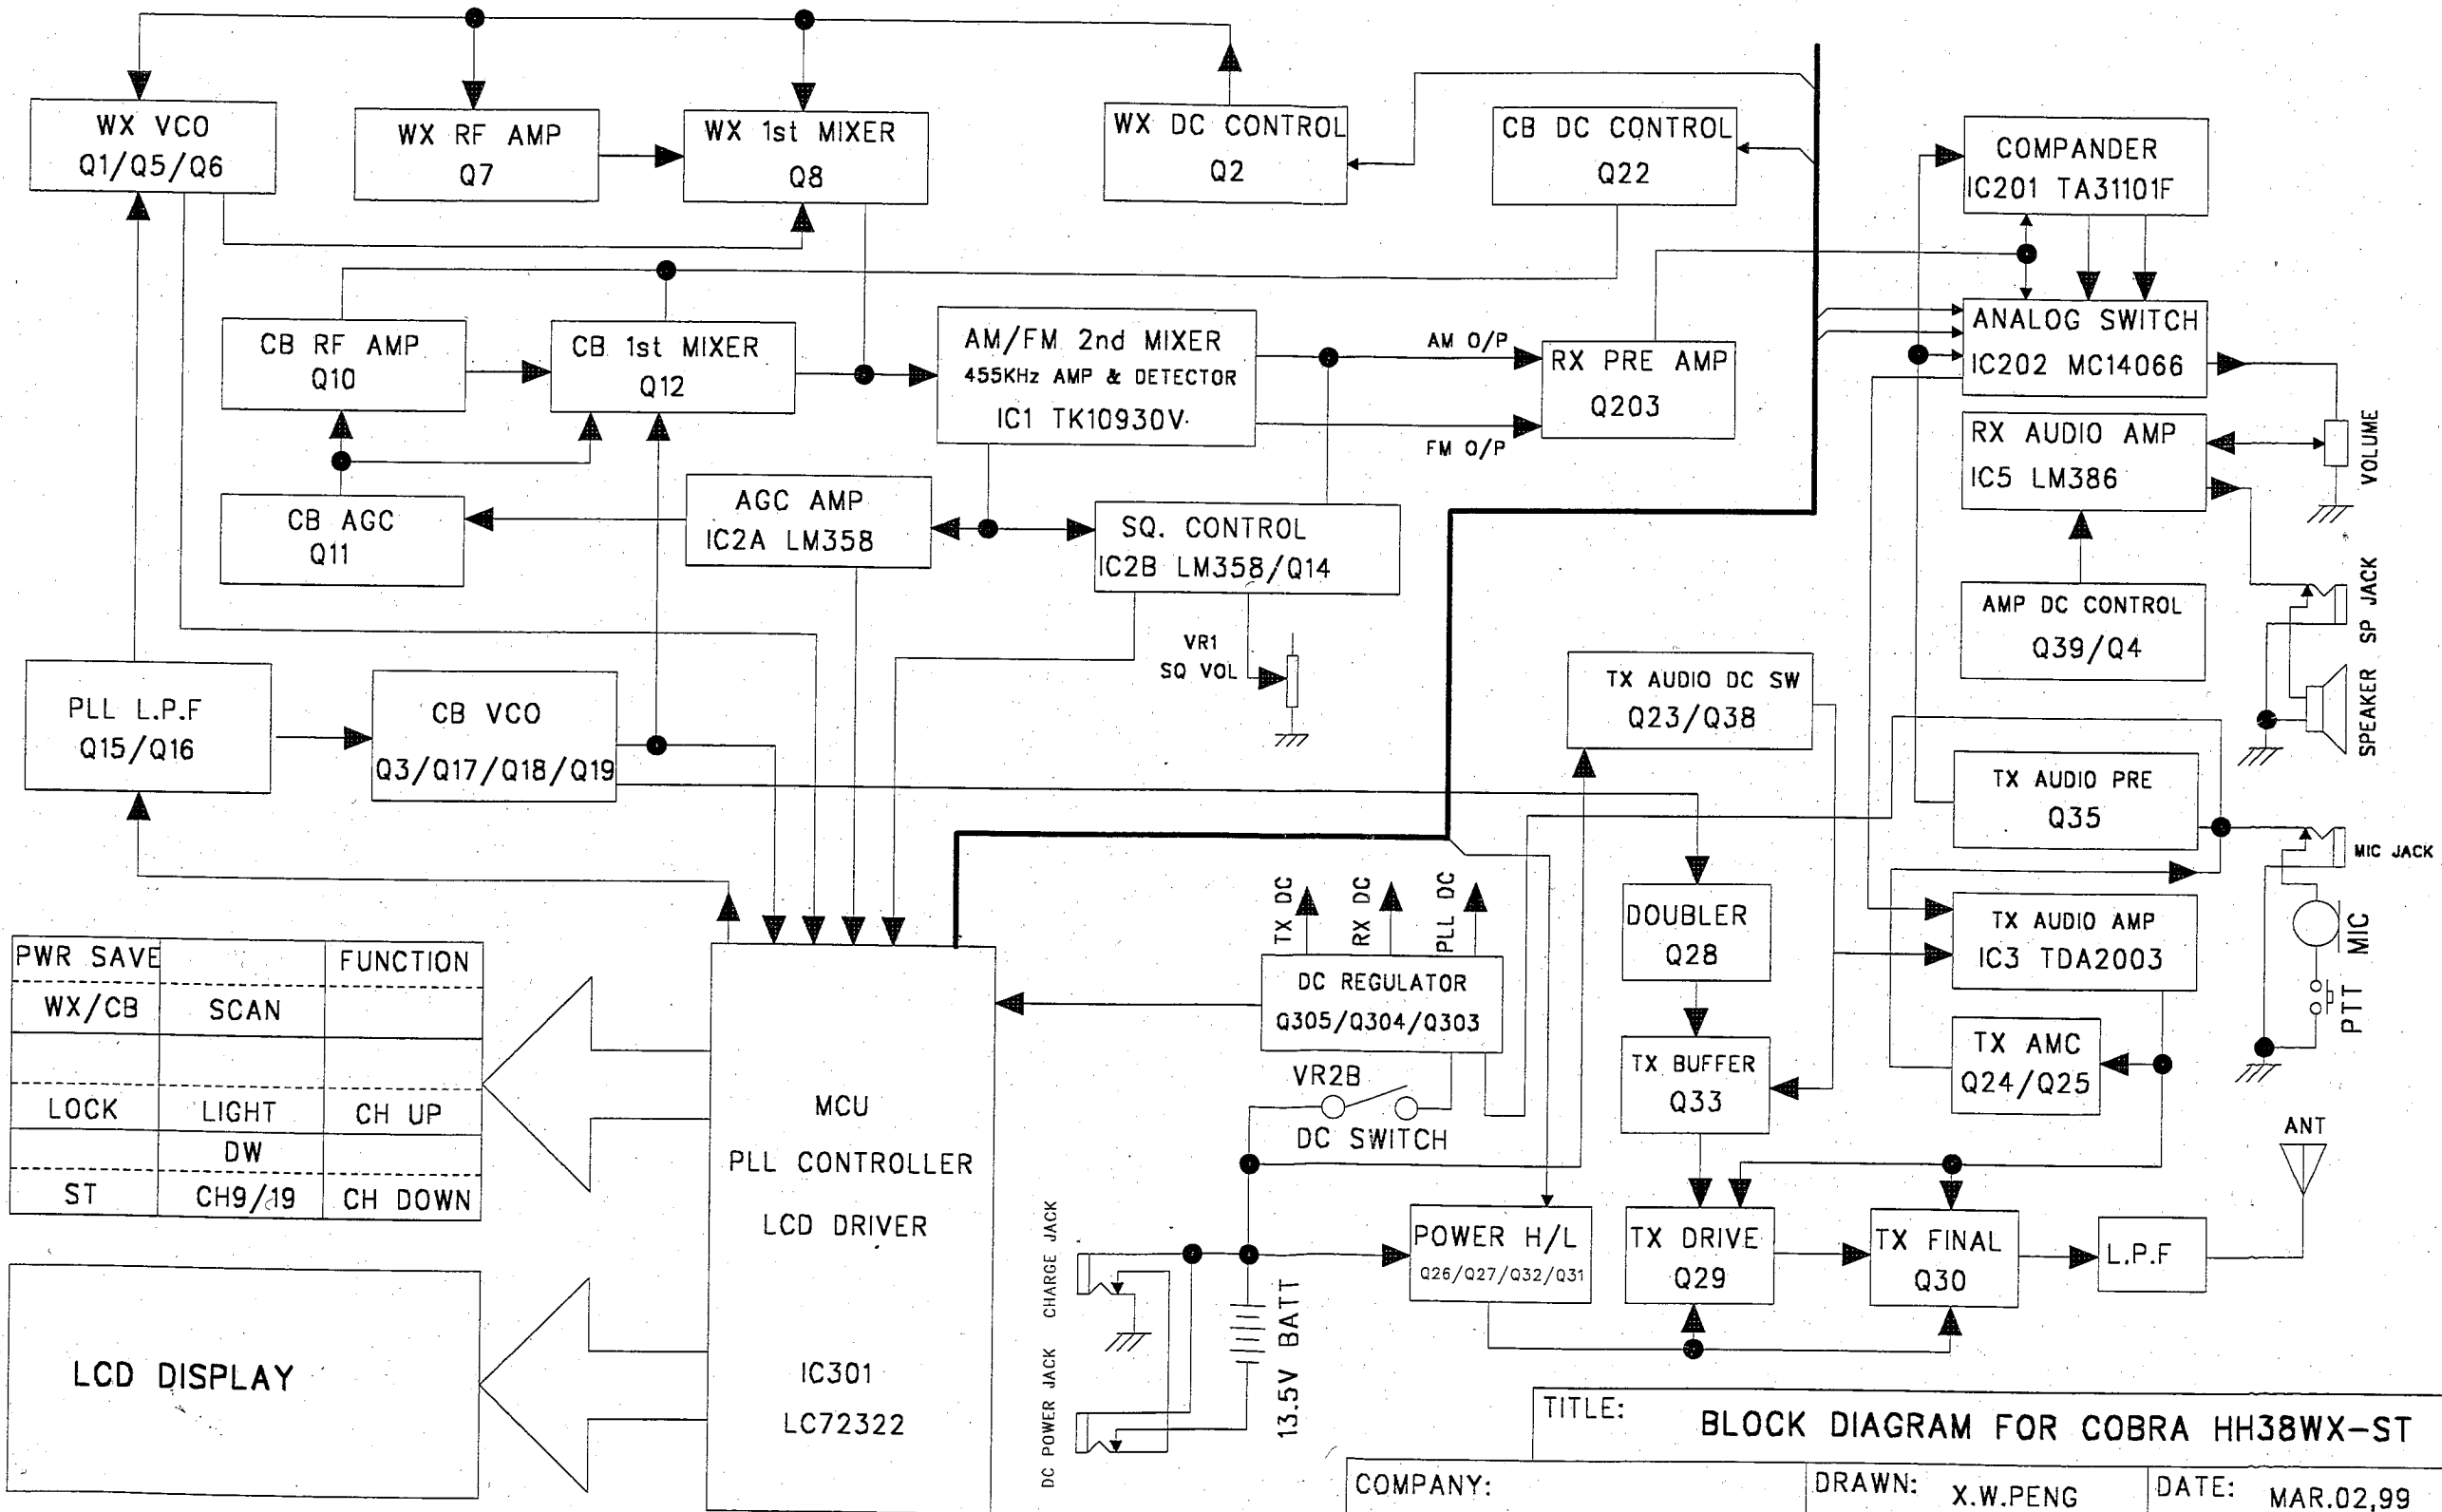 WX VCO
Q1/Q5/Q6
WX RF AMP
Q7
WX 1st MIXER
Q8
WX DC CONTROL
Q2
CB DC CONTROL
Q22
COMPANDER
IC201 TA31101F
CB RF AMP
Q10
CB 1st MIXER
Q12
AM/FM 2nd MIXER
455KHz AMP & DETECTOR
IC1 TK10930V
AM O/P
FM O/P
RX PRE AMP
Q203
ANALOG SWITCH
IC202 MC14066
RX AUDIO AMP
IC5 LM386
VOLUME
CB AGC
Q11
AGC AMP
IC2A LM358
SQ. CONTROL
IC2B LM358/Q14
VR1
SQ VOL
AMP DC CONTROL
Q39/Q4
SP JACK
SPEAKER
PLL L.P.F
Q15/Q16
CB VCO
Q3/Q17/Q18/Q19
TX AUDIO DC SW
Q23/Q38
TX AUDIO PRE
Q35
MIC JACK
MIC
PTT
TX DC
RX DC
PLL DC
DC REGULATOR
Q305/Q304/Q303
DOUBLER
Q28
TX AUDIO AMP
IC3 TDA2003
TX BUFFER
Q33
TX AMC
Q24/Q25
VR2B
DC SWITCH
PWR SAVE FUNCTION
WX/CB SCAN
LOCK LIGHT CH UP
DW
ST CH9/19 CH DOWN
MCU
PLL CONTROLLER
LCD DRIVER
IC301
LC72322
LCD DISPLAY
CHARGE JACK
DC POWER JACK
13.5V BATT
POWER H/L
Q26/Q27/Q32/Q31
TX DRIVE
Q29
TX FINAL
Q30
L.P.F
ANT
TITLE: BLOCK DIAGRAM FOR COBRA HH38WX-ST
COMPANY: DRAWN: X.W.PENG DATE: MAR.02,99